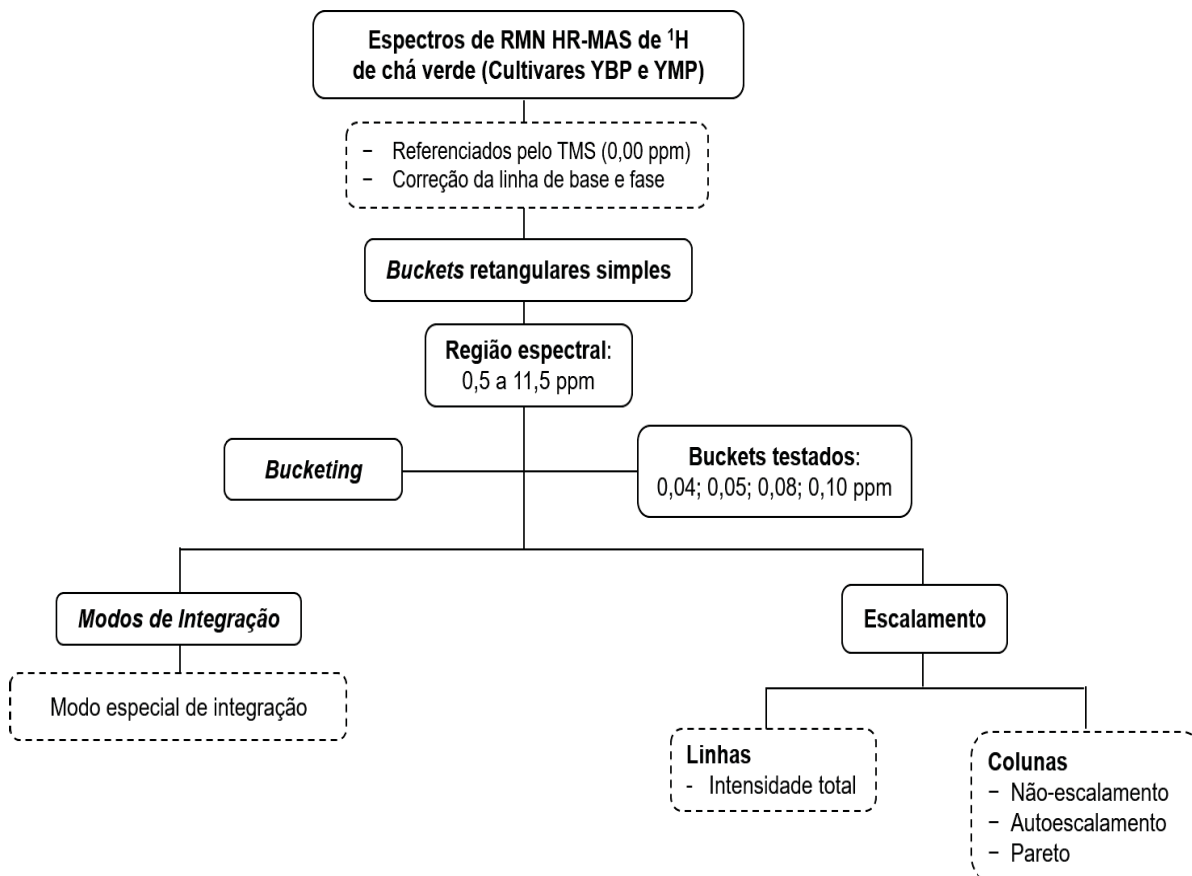 Espectros de RMN HR-MAS de ¹H
de chá verde (Cultivares YBP e YMP)
− Referenciados pelo TMS (0,00 ppm)
− Correção da linha de base e fase
Buckets retangulares simples
Região espectral:
0,5 a 11,5 ppm
Bucketing
Buckets testados:
0,04; 0,05; 0,08; 0,10 ppm
Modos de Integração
Modo especial de integração
Escalamento
Linhas
- Intensidade total
Colunas
− Não-escalamento
− Autoescalamento
− Pareto